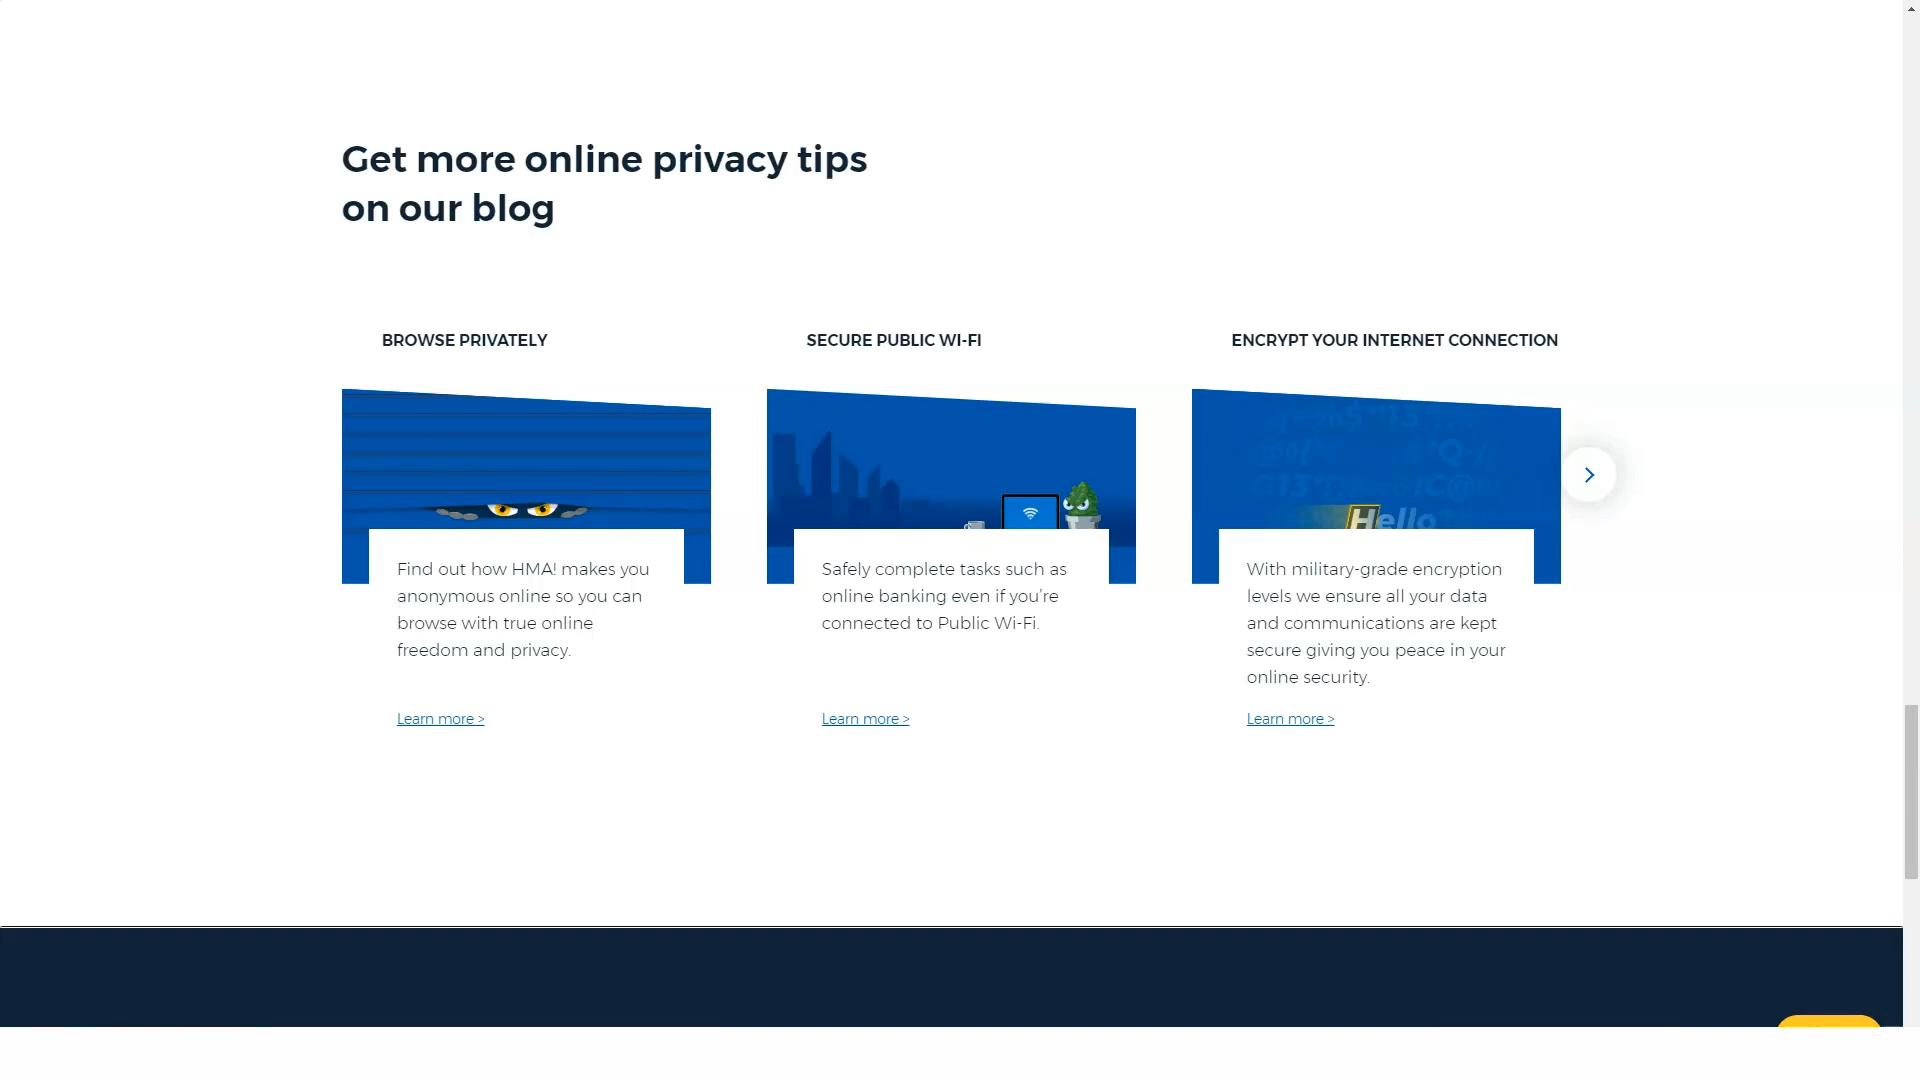 Get more online privacy tips
on our blog
BROWSE PRIVATELY
Find out how HMA! makes you
anonymous online so you can
browse with true online
freedom and privacy.
Learn more >
SECURE PUBLIC WI-FI
Safely complete tasks such as
online banking even if you're
connected to Public Wi-Fi.
Learn more >
ENCRYPT YOUR INTERNET CONNECTION
Hello
With military-grade encryption
levels we ensure all your data
and communications are kept
secure giving you peace in your
online security.
Learn more >